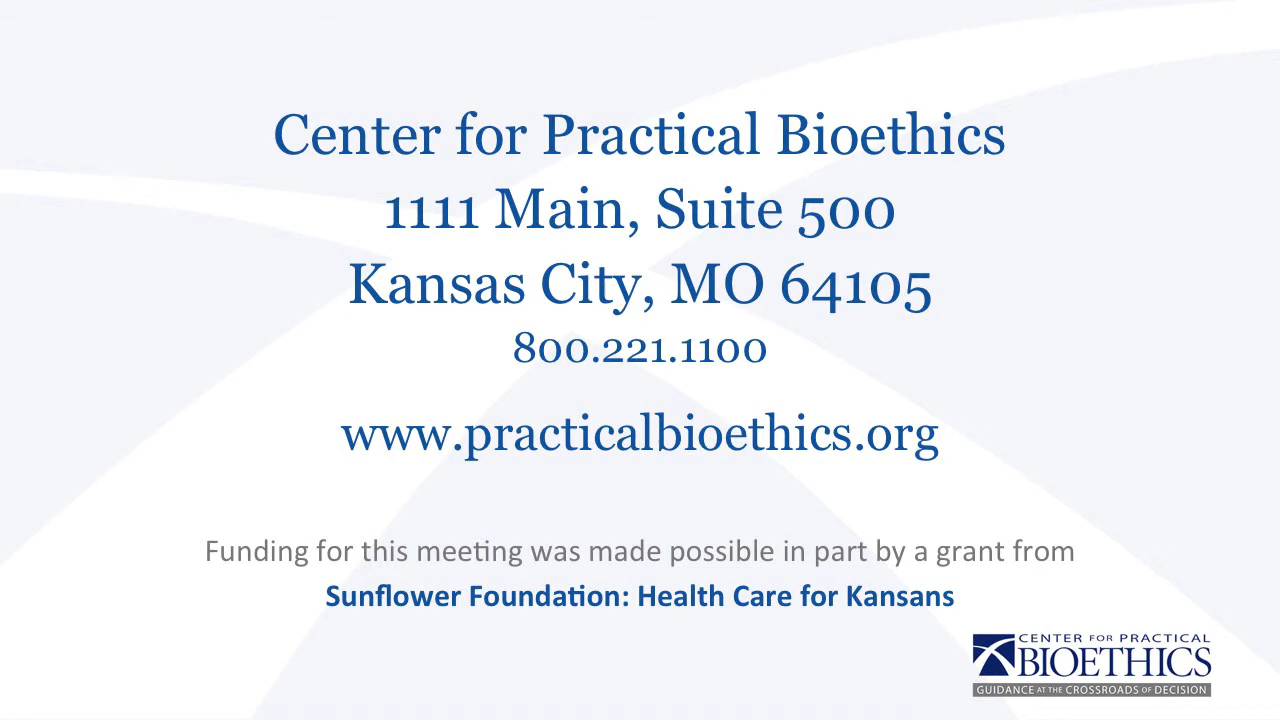 Center for Practical Bioethics
1111 Main, Suite 500
Kansas City, MO 64105
800.221.1100
www.practicalbioethics.org
Funding for this meeting was made possible in part by a grant from
Sunflower Foundation: Health Care for Kansans
CENTER FOR PRACTICAL
BIOETHICS
GUIDANCE AT THE CROSSROADS OF DECISION